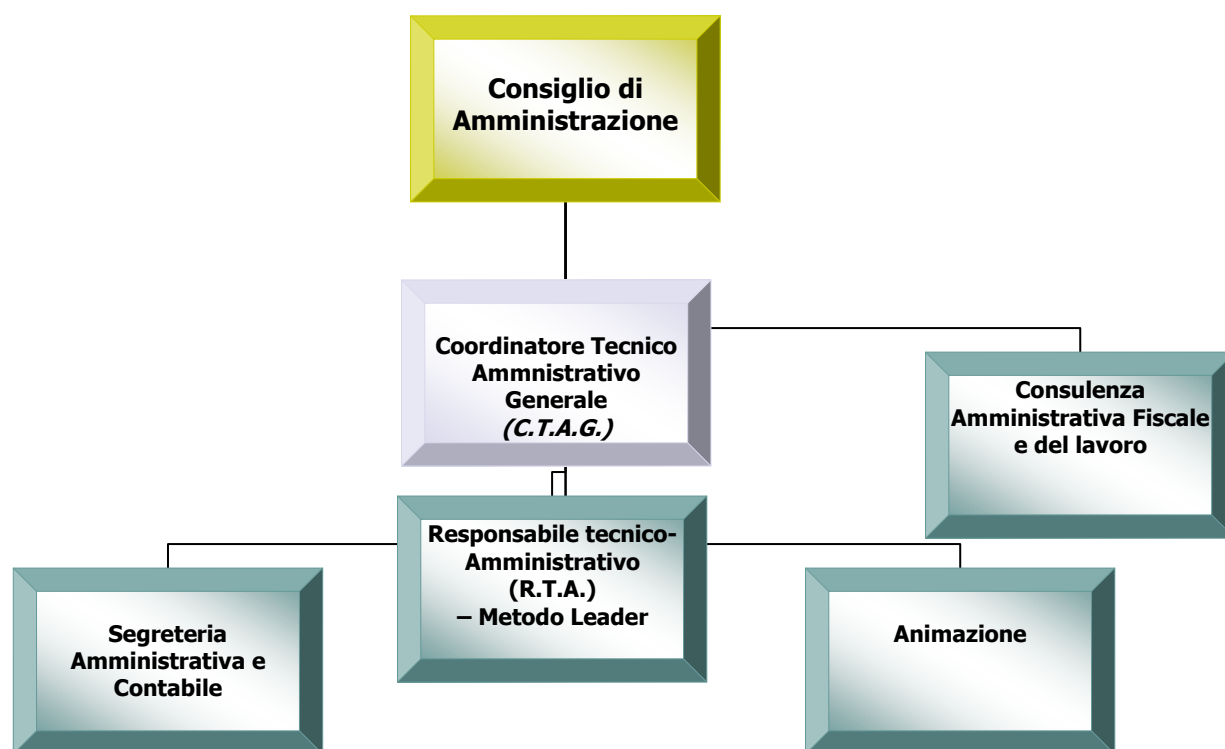 Consiglio di
Amministrazione
Coordinatore Tecnico
Ammnistrativo
Generale
(C.T.A.G.)
Consulenza
Amministrativa Fiscale
e del lavoro
Responsabile tecnico-
Amministrativo
(R.T.A.)
– Metodo Leader
Segreteria
Amministrativa e
Contabile
Animazione